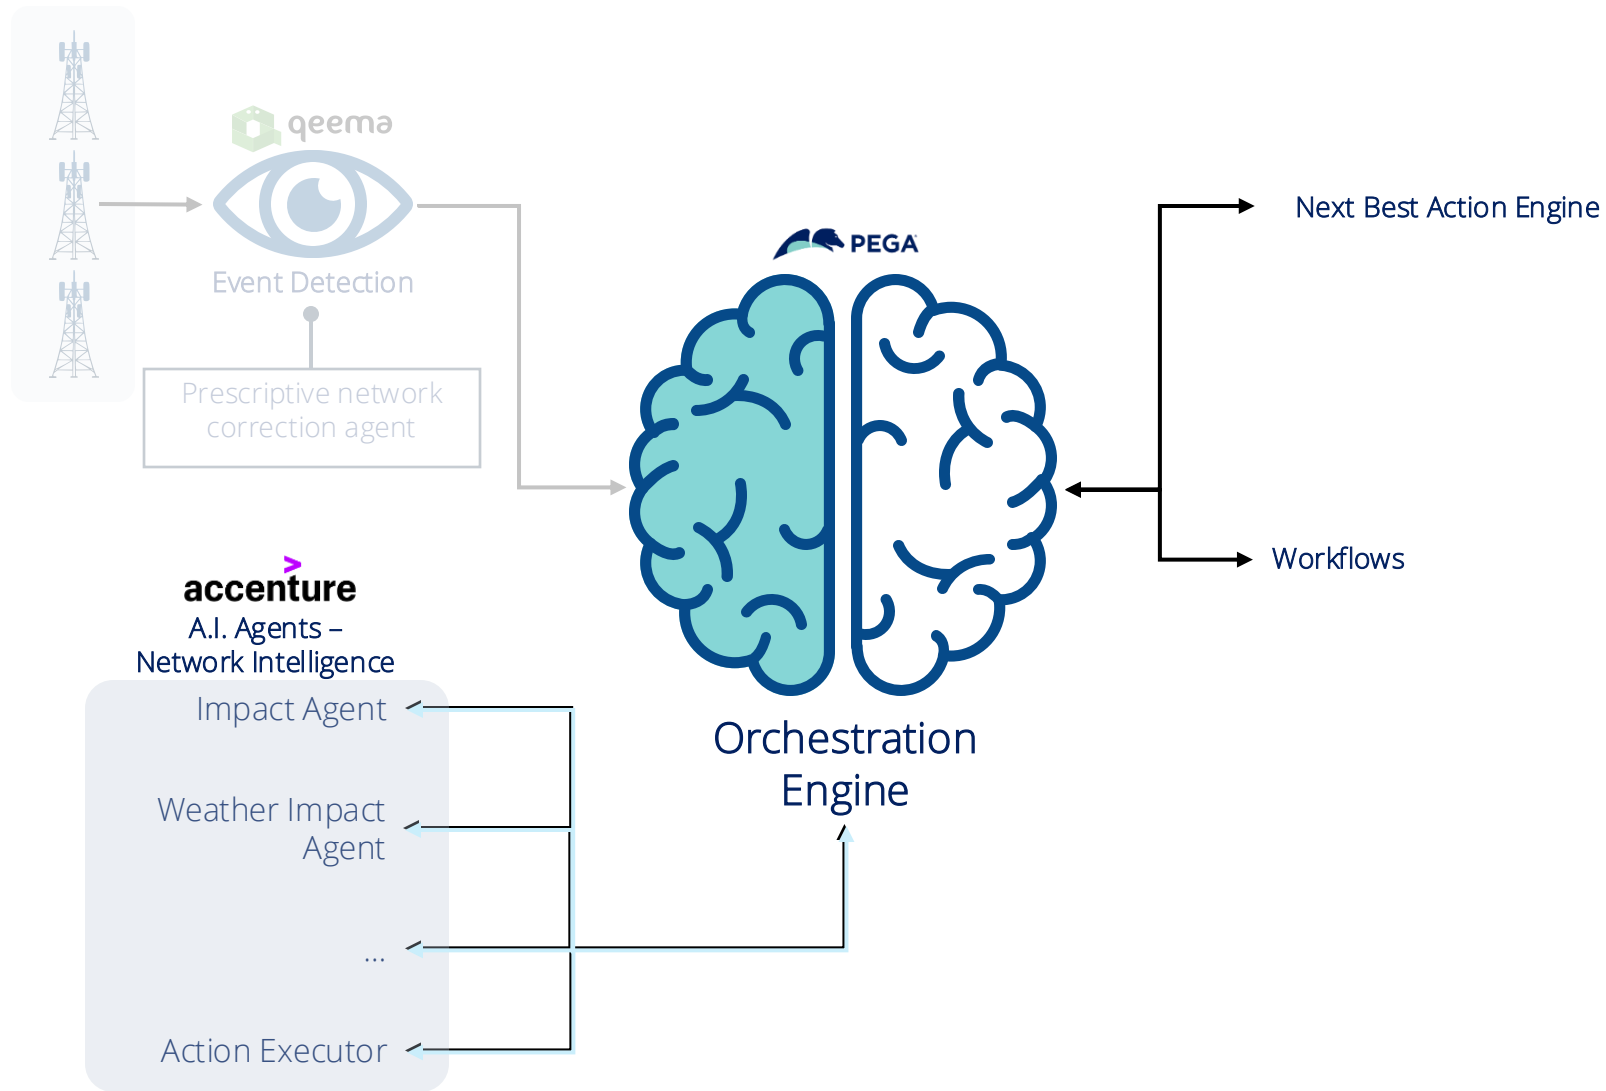 qeema
Event Detection
Prescriptive network
correction agent
accenture
A.I. Agents –
Network Intelligence
Impact Agent
Weather Impact
Agent
...
Action Executor
PEGA
Orchestration
Engine
Next Best Action Engine
Workflows